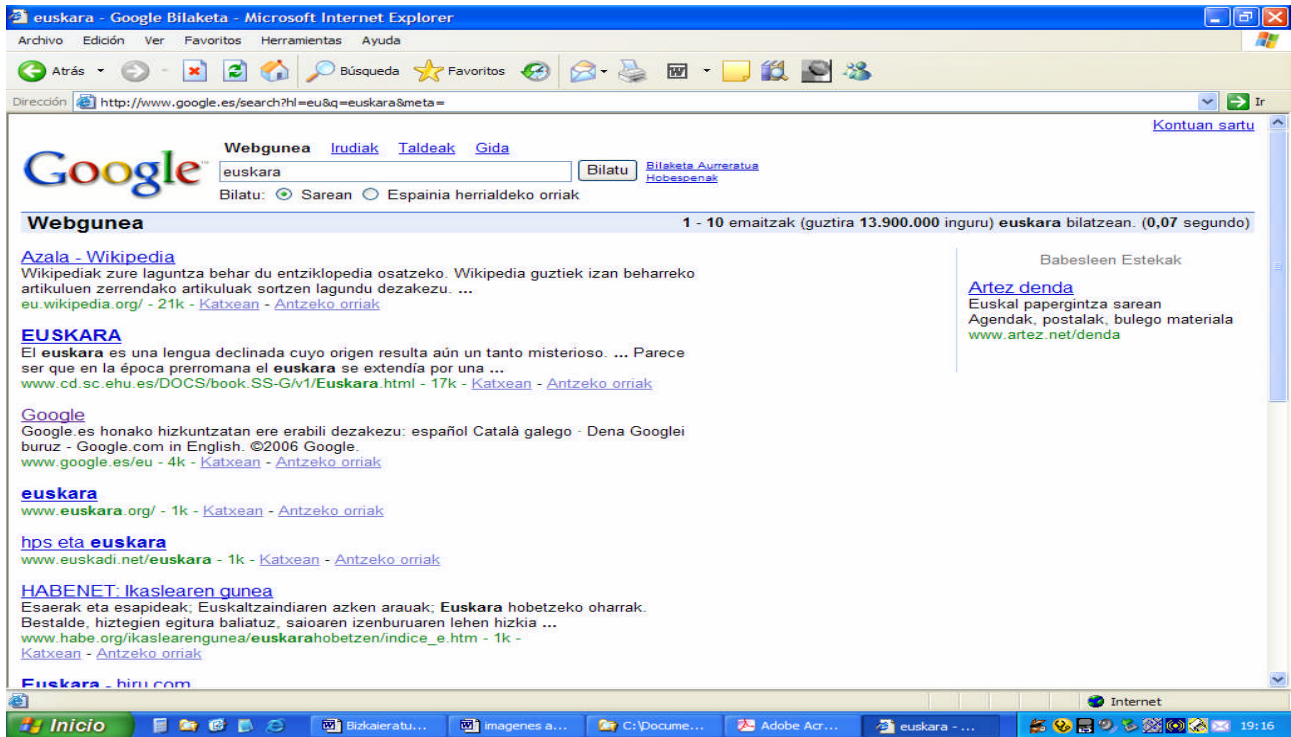 euskara - Google Bilaketa - Microsoft Internet Explorer
Archivo Edición Ver Favoritos Herramientas Ayuda
Atrás Búsqueda Favoritos
Dirección http://www.google.es/search?hl=eu&q=euskara&meta= Ir
Kontuan sartu
Google™
Webgunea Irudiak Taldeak Gida
euskara Bilatu Bilaketa Aurreratua
Hobespenak
Bilatu: Sarean Espainia herrialdeko orriak
Webgunea 1 - 10 emaitzak (guztira 13.900.000 inguru) euskara bilatzean. (0,07 segundo)
Azala - Wikipedia
Wikipediak zure laguntza behar du entziklopedia osatzeko. Wikipedia guztiek izan beharreko
artikuluen zerrendako artikuluak sortzen lagundu dezakezu. ...
eu.wikipedia.org/ - 21k - Katxean - Antzeko orriak
EUSKARA
El euskara es una lengua declinada cuyo origen resulta aún un tanto misterioso. ... Parece
ser que en la época prerromana el euskara se extendía por una ...
www.cd.sc.ehu.es/DOCS/book.SS-G/v1/Euskara.html - 17k - Katxean - Antzeko orriak
Google
Google.es honako hizkuntzatan ere erabili dezakezu: español Català galego - Dena Googlei
buruz - Google.com in English. ©2006 Google.
www.google.es/eu - 4k - Katxean - Antzeko orriak
euskara
www.euskara.org/ - 1k - Katxean - Antzeko orriak
hps eta euskara
www.euskadi.net/euskara - 1k - Katxean - Antzeko orriak
HABENET: Ikaslearen gunea
Esaerak eta esapideak; Euskaltzaindiaren azken arauak; Euskara hobetzeko oharrak.
Bestalde, hiztegien egitura baliatuz, saioaren izenburuaren lehen hizkia ...
www.habe.org/ikaslearengunea/euskarahobetzen/indice_e.htm - 1k -
Katxean - Antzeko orriak
Euskara - hiru.com
Babesleen Estekak
Artez denda
Euskal papergintza sarean
Agendak, postalak, bulego materiala
www.artez.net/denda
Internet
Inicio Bizkaieratu... imagenes a... C:\Docume... Adobe Acr... euskara - ... 19:16